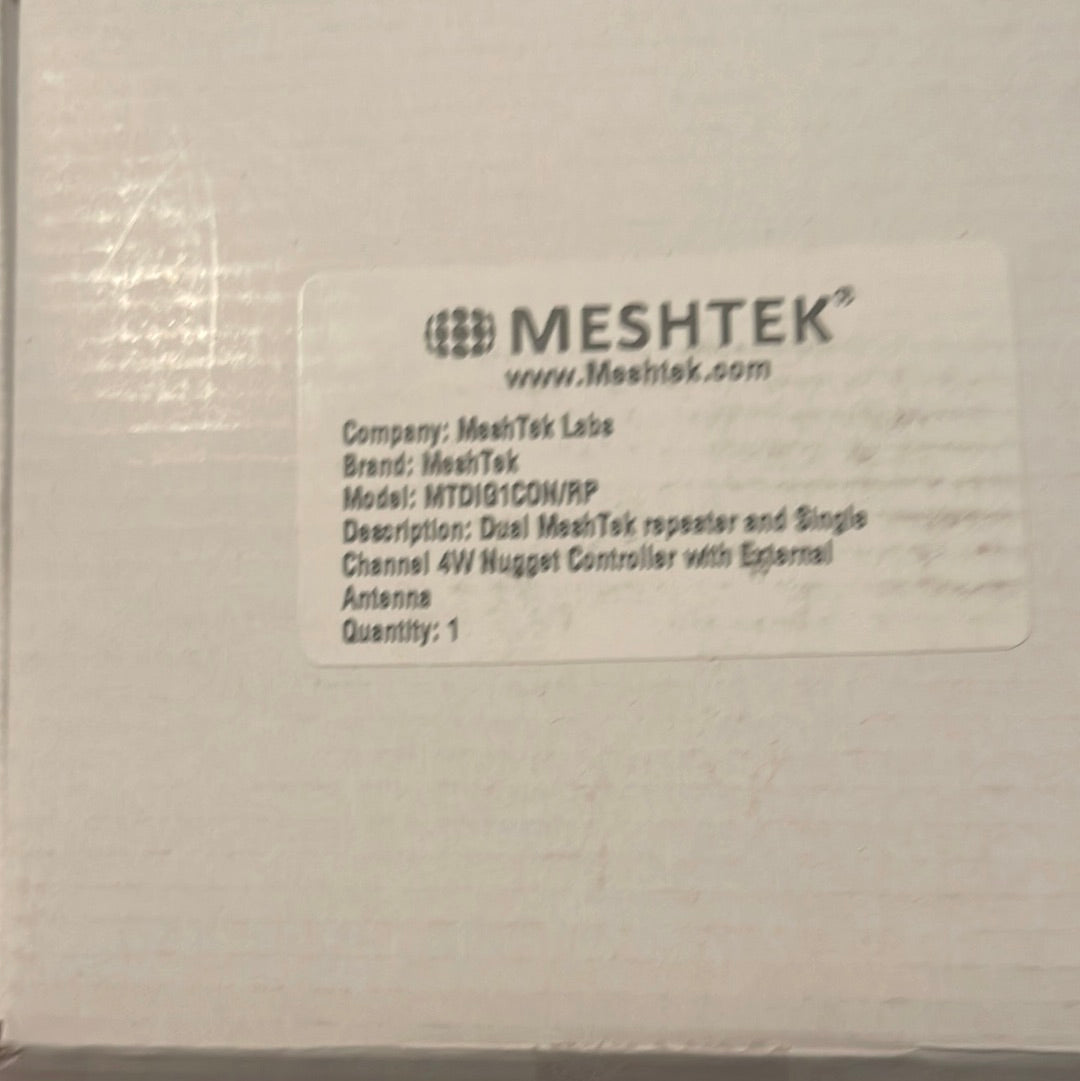 MESHTEK®
www.Meshtek.com
Company: MeshTek Labs
Brand: MeshTek
Model: MTDIG1CON/RP
Description: Dual MeshTek repeater and Single
Channel 4W Nugget Controller with External
Antenna
Quantity: 1